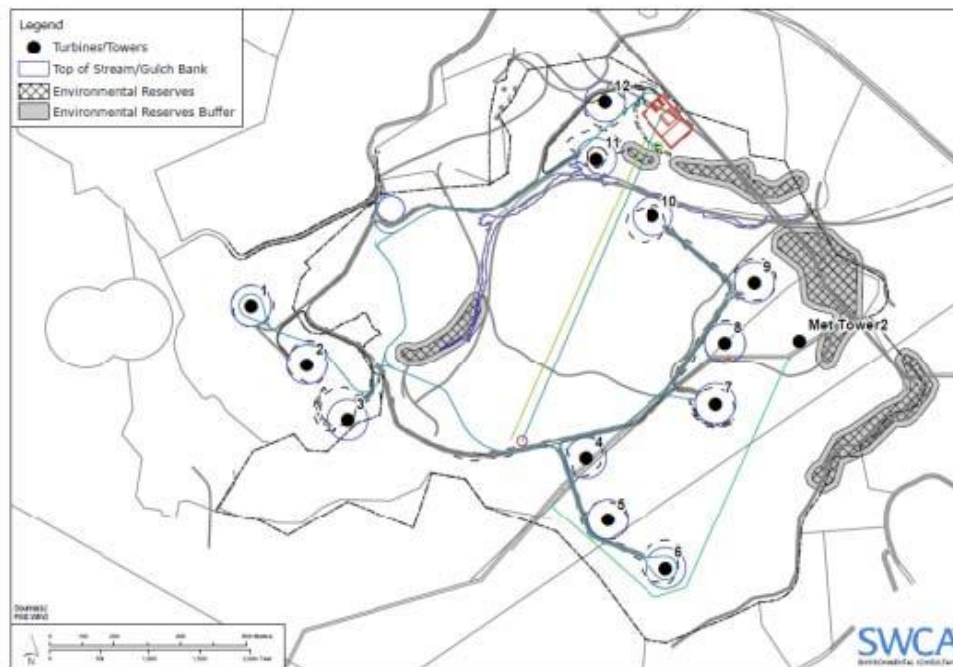 Legend
Turbines/Towers
Top of Stream/Gulch Bank
Environmental Reserves
Environmental Reserves Buffer
12
11
10
1
9
Met Tower2
8
2
7
3
4
5
6
SWCA